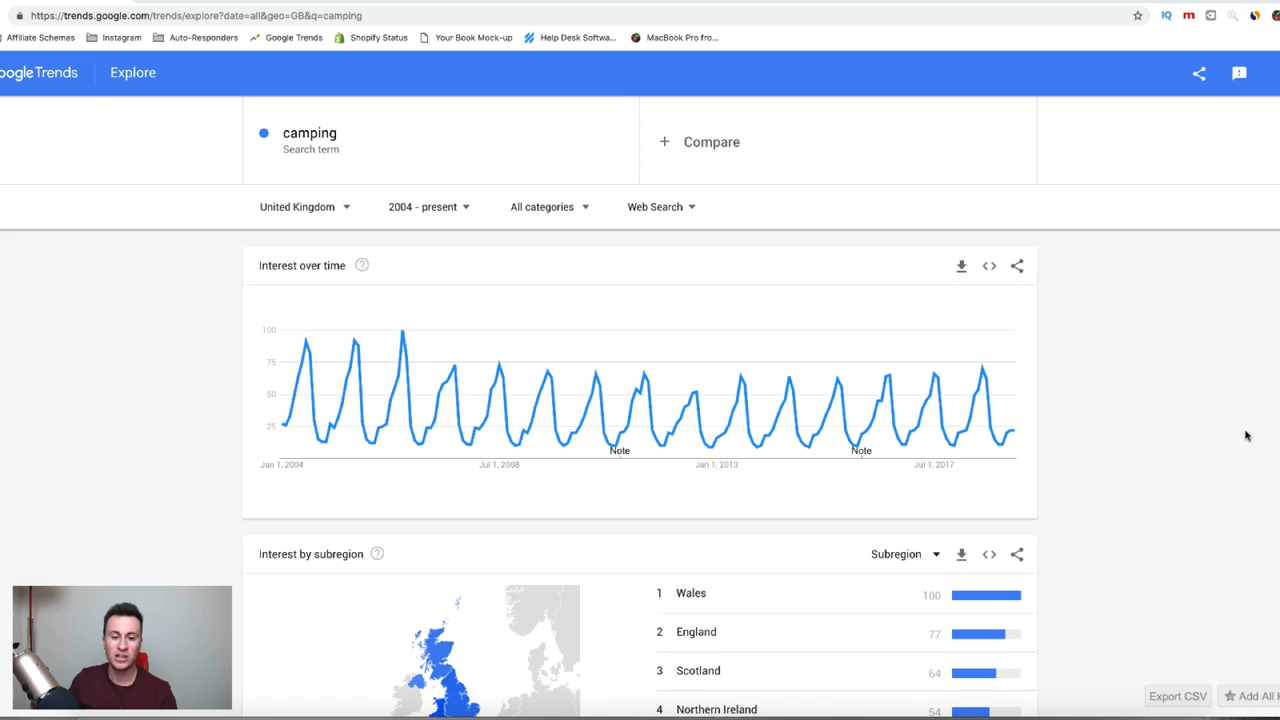 https://trends.google.com/trends/explore?date=all&geo=GB&q=camping
IQ m
Affiliate Schemes Instagram Auto-Responders Google Trends Shopify Status Your Book Mock-up Help Desk Softwa... MacBook Pro fro...
oogle Trends Explore
camping
Search term
+ Compare
United Kingdom 2004 - present All categories Web Search
Interest over time ?
100
75
50
25
Note Note
Jan 1, 2004 Jul 1, 2008 Jan 1, 2013 Jul 1, 2017
Interest by subregion ? Subregion
1 Wales 100
2 England 77
3 Scotland 64
4 Northern Ireland 54
Export CSV Add All